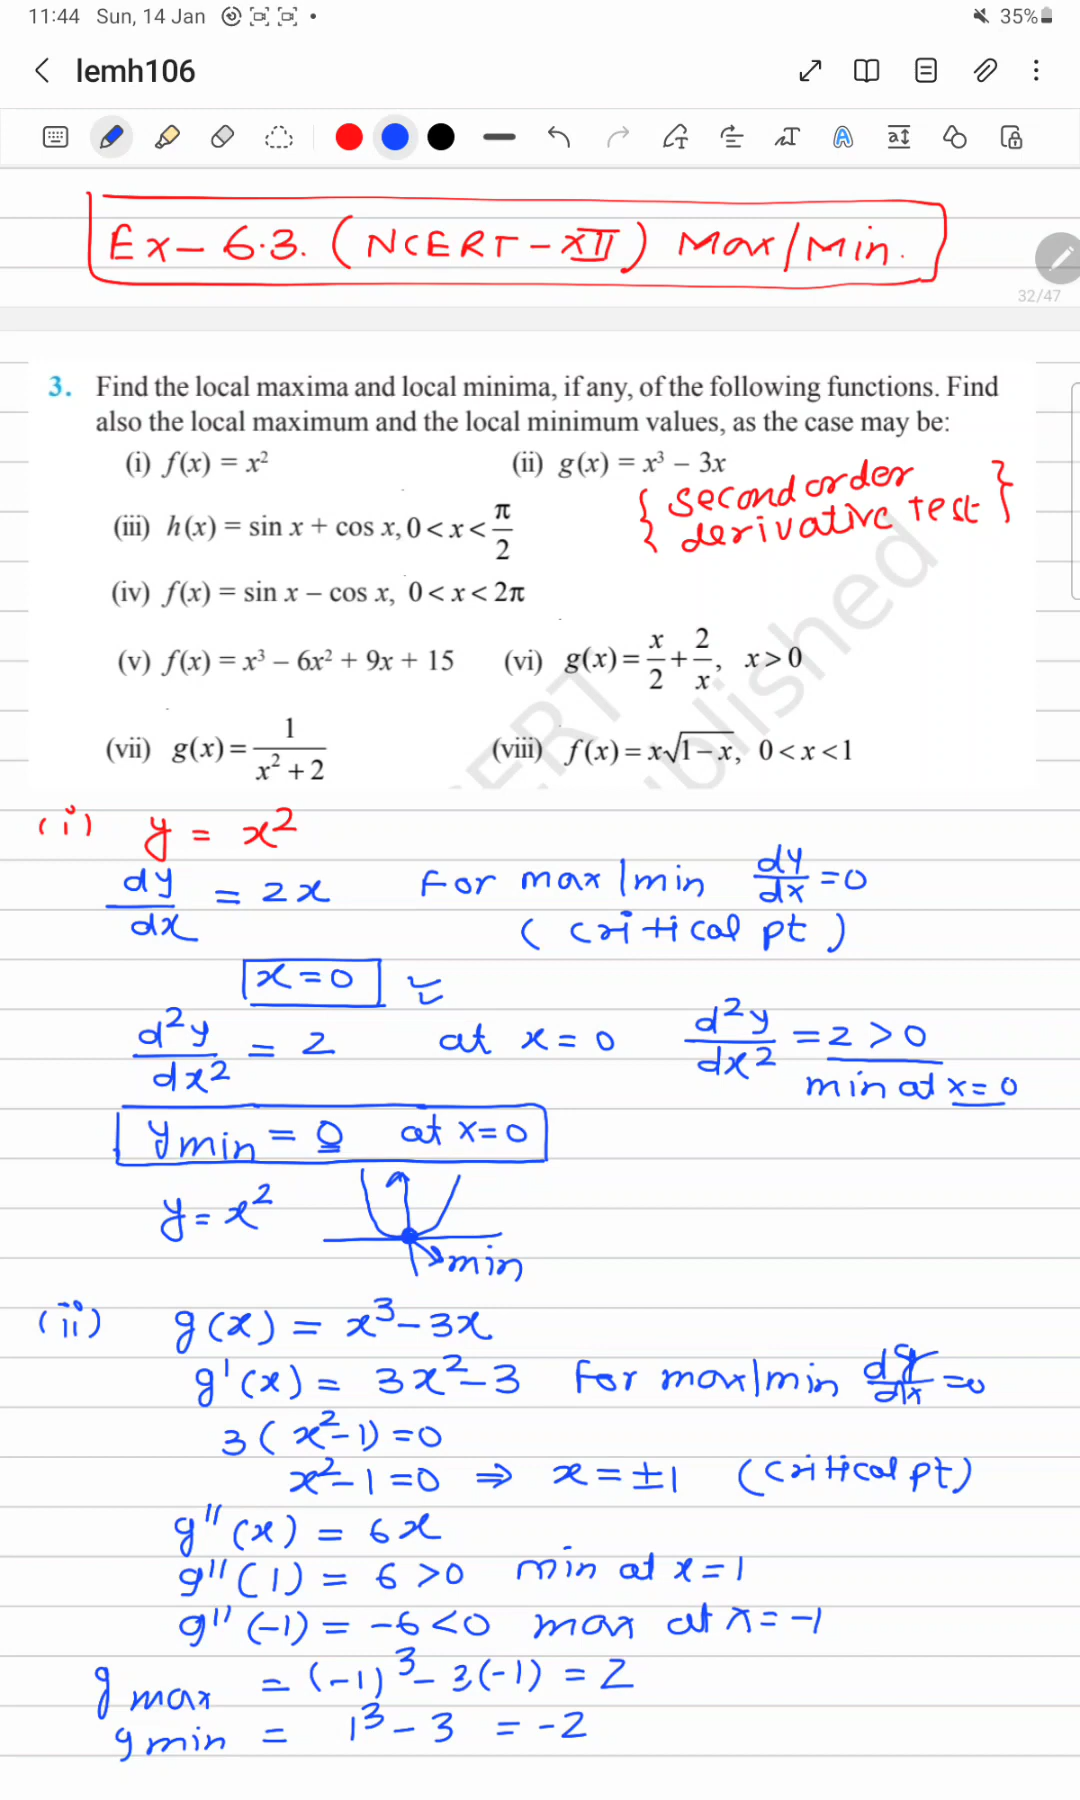 11:44 Sun, 14 Jan 35%
lemh106
Ex-6.3. (NCERT-XII) Max/Min.
32/47
3. Find the local maxima and local minima, if any, of the following functions. Find
also the local maximum and the local minimum values, as the case may be:
(i) f(x) = x² (ii) g(x) = x³ – 3x
{ second order derivative test }
(iii) h(x) = sin x + cos x, 0 < x < π/2
(iv) f(x) = sin x – cos x, 0 < x < 2π
(v) f(x) = x³ – 6x² + 9x + 15 (vi) g(x) = x/2 + 2/x, x > 0
(vii) g(x) = 1/(x² + 2) (viii) f(x) = x√(1–x), 0 < x < 1
(i) y = x²
dy/dx = 2x For max/min dy/dx = 0
(critical pt)
x = 0
d²y/dx² = 2 at x = 0 d²y/dx² = 2 > 0
min at x = 0
y min = 0 at x = 0
y = x²
min
(ii) g(x) = x³ - 3x
g'(x) = 3x² - 3 For max/min dg/dx = 0
3(x² - 1) = 0
x² - 1 = 0 ⇒ x = ±1 (critical pt)
g''(x) = 6x
g''(1) = 6 > 0 min at x = 1
g''(-1) = -6 < 0 max at x = -1
g max = (-1)³ - 3(-1) = 2
g min = 1³ - 3 = -2